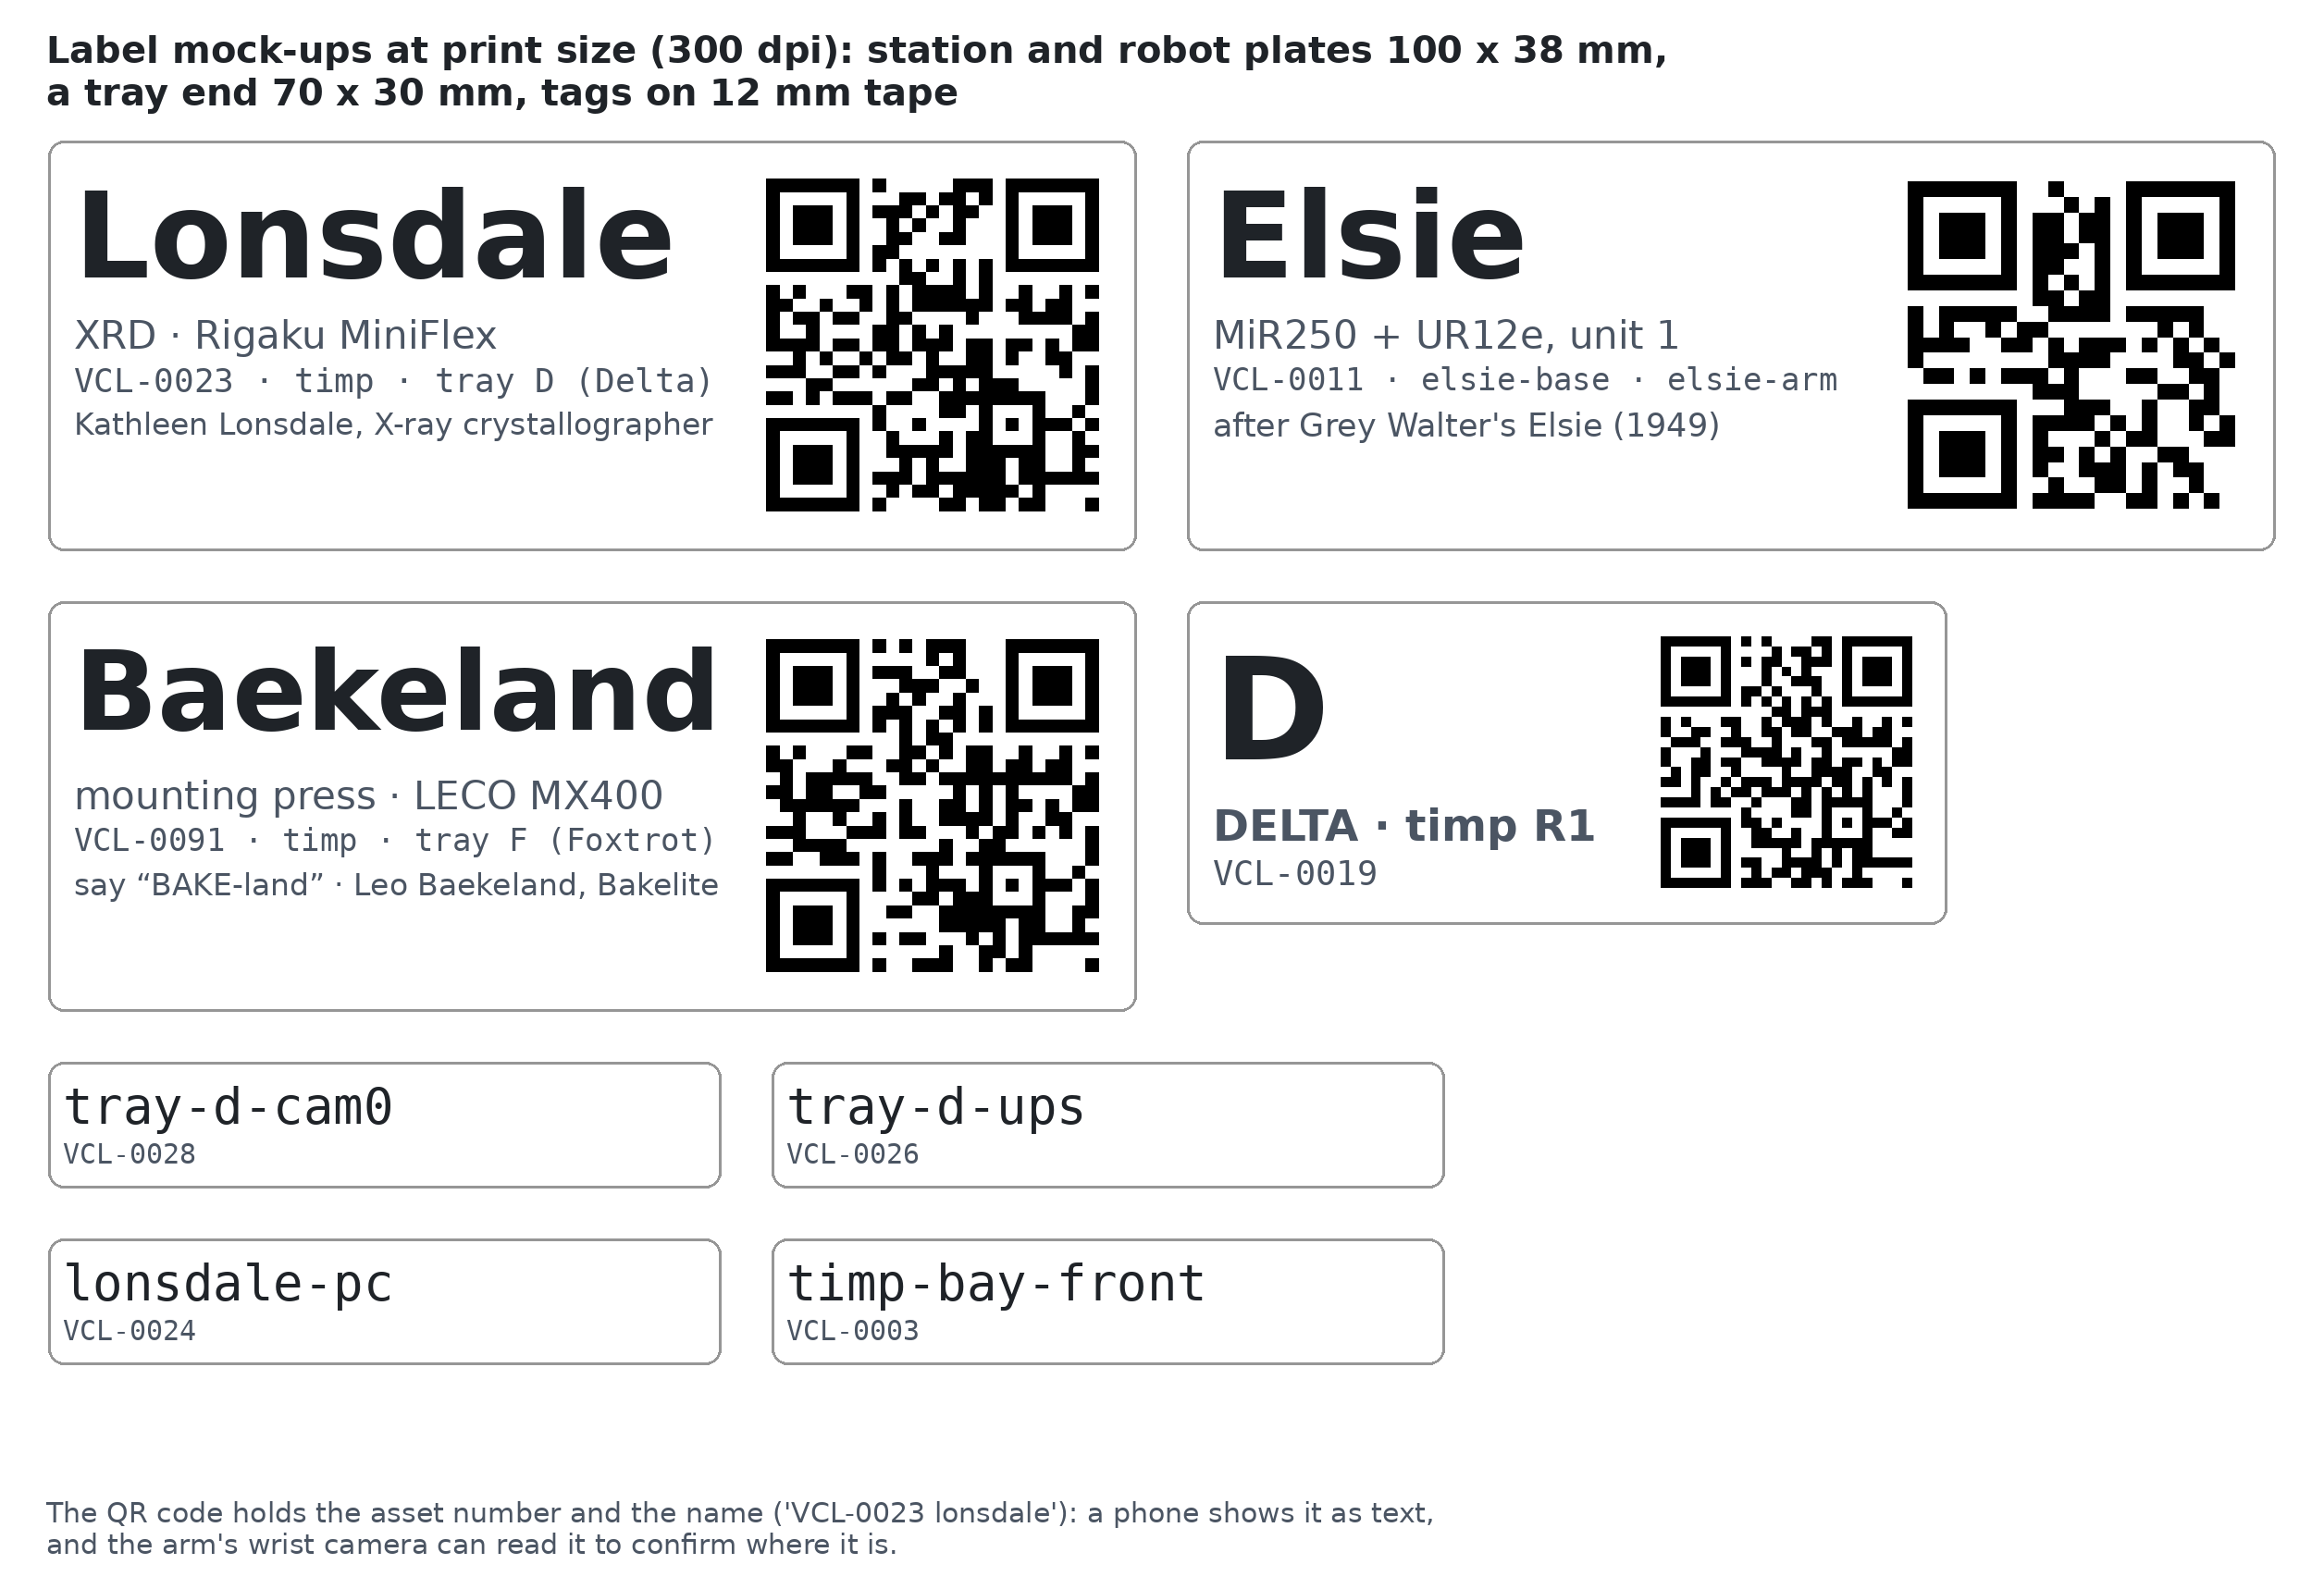 Label mock-ups at print size (300 dpi): station and robot plates 100 x 38 mm,
a tray end 70 x 30 mm, tags on 12 mm tape
Lonsdale
XRD · Rigaku MiniFlex
VCL-0023 · timp · tray D (Delta)
Kathleen Lonsdale, X-ray crystallographer
Elsie
MiR250 + UR12e, unit 1
VCL-0011 · elsie-base · elsie-arm
after Grey Walter's Elsie (1949)
Baekeland
mounting press · LECO MX400
VCL-0091 · timp · tray F (Foxtrot)
say “BAKE-land” · Leo Baekeland, Bakelite
D
DELTA · timp R1
VCL-0019
tray-d-cam0
VCL-0028
tray-d-ups
VCL-0026
lonsdale-pc
VCL-0024
timp-bay-front
VCL-0003
The QR code holds the asset number and the name ('VCL-0023 lonsdale'): a phone shows it as text,
and the arm's wrist camera can read it to confirm where it is.